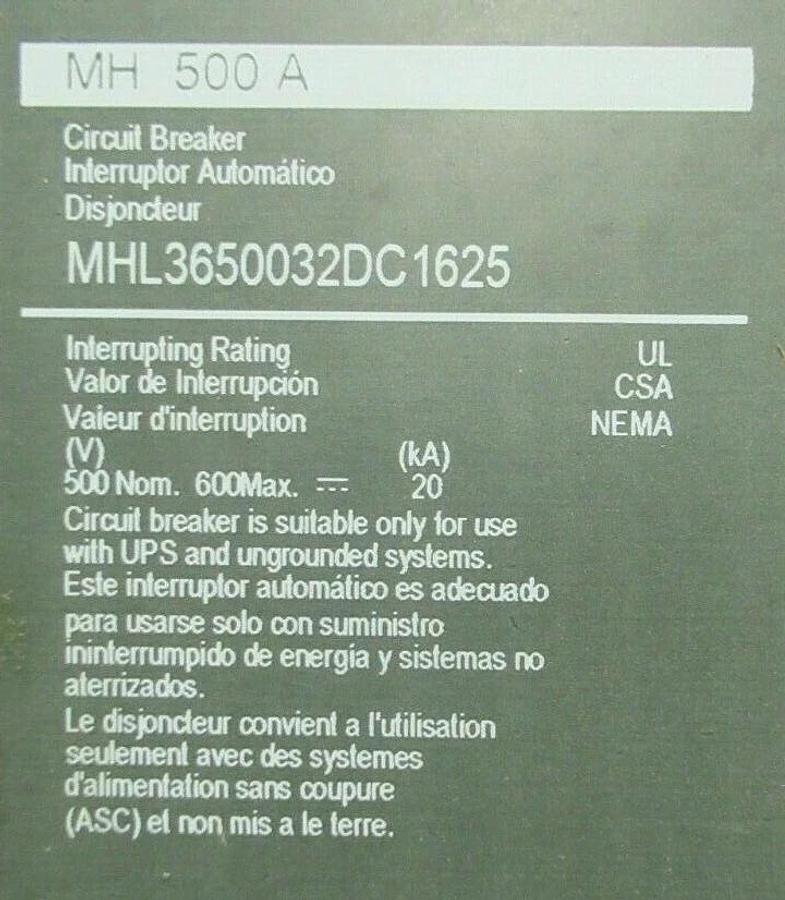 MH 500 A
Circuit Breaker
Interruptor Automático
Disjoncteur
MHL3650032DC1625
Interrupting Rating UL
Valor de Interrupción CSA
Valeur d'interruption NEMA
(V) (kA)
500 Nom. 600Max. ⎓ 20
Circuit breaker is suitable only for use
with UPS and ungrounded systems.
Este interruptor automático es adecuado
para usarse solo con suministro
ininterrumpido de energía y sistemas no
aterrizados.
Le disjoncteur convient a l'utilisation
seulement avec des systemes
d'alimentation sans coupure
(ASC) et non mis a le terre.